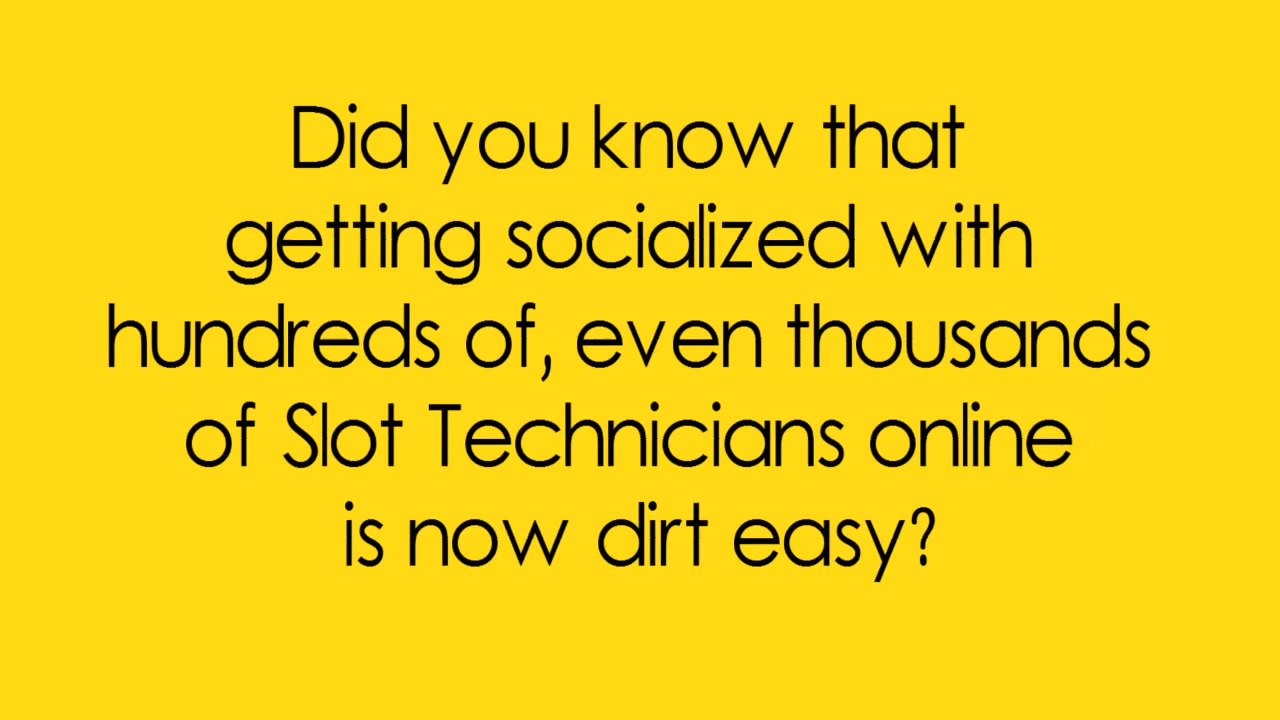 Did you know that
getting socialized with
hundreds of, even thousands
of Slot Technicians online
is now dirt easy?